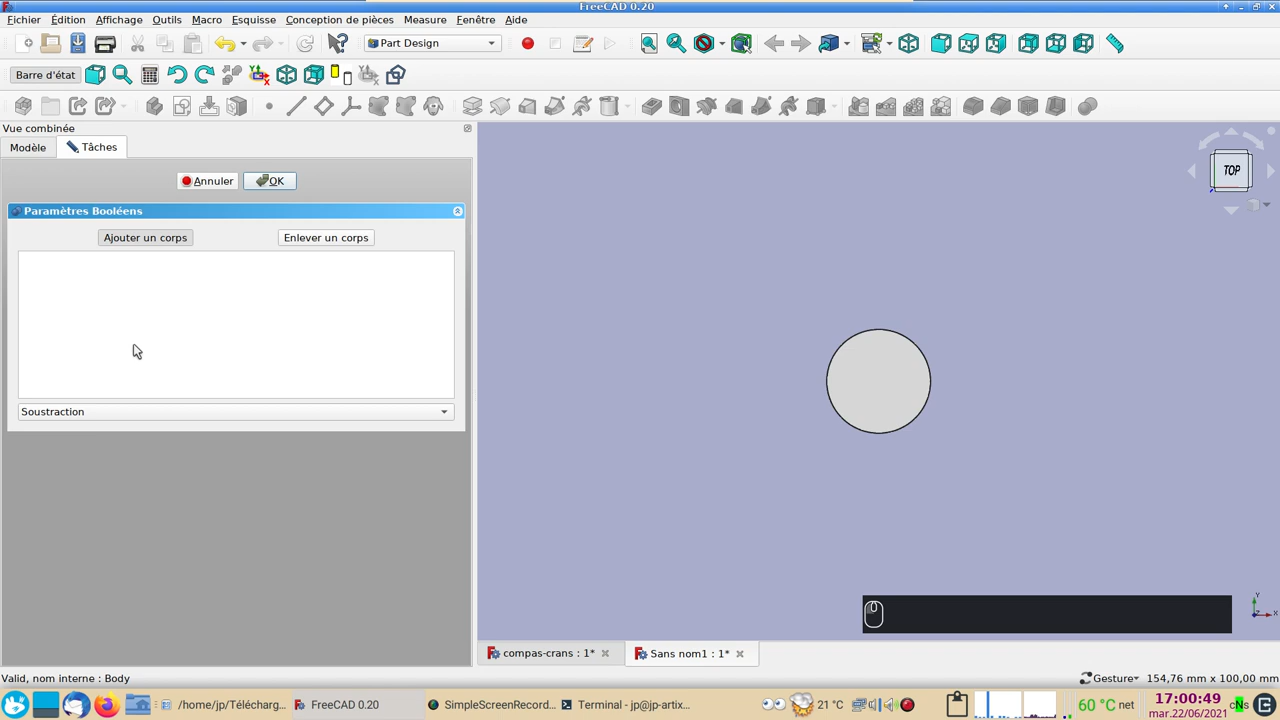 FreeCAD 0.20
Fichier Édition Affichage Outils Macro Esquisse Conception de pièces Measure Fenêtre Aide
Part Design
Barre d'état
Vue combinée
Modèle Tâches
Annuler OK
Paramètres Booléens
Ajouter un corps Enlever un corps
Soustraction
TOP
Y
X
compas-crans : 1* Sans nom1 : 1*
Valid, nom interne : Body Gesture 154,76 mm x 100,00 mm
/home/jp/Télécharg... FreeCAD 0.20 SimpleScreenRecord... Terminal - jp@jp-artix... 21 °C 60 °C net 17:00:49 cNs
mar.22/06/2021